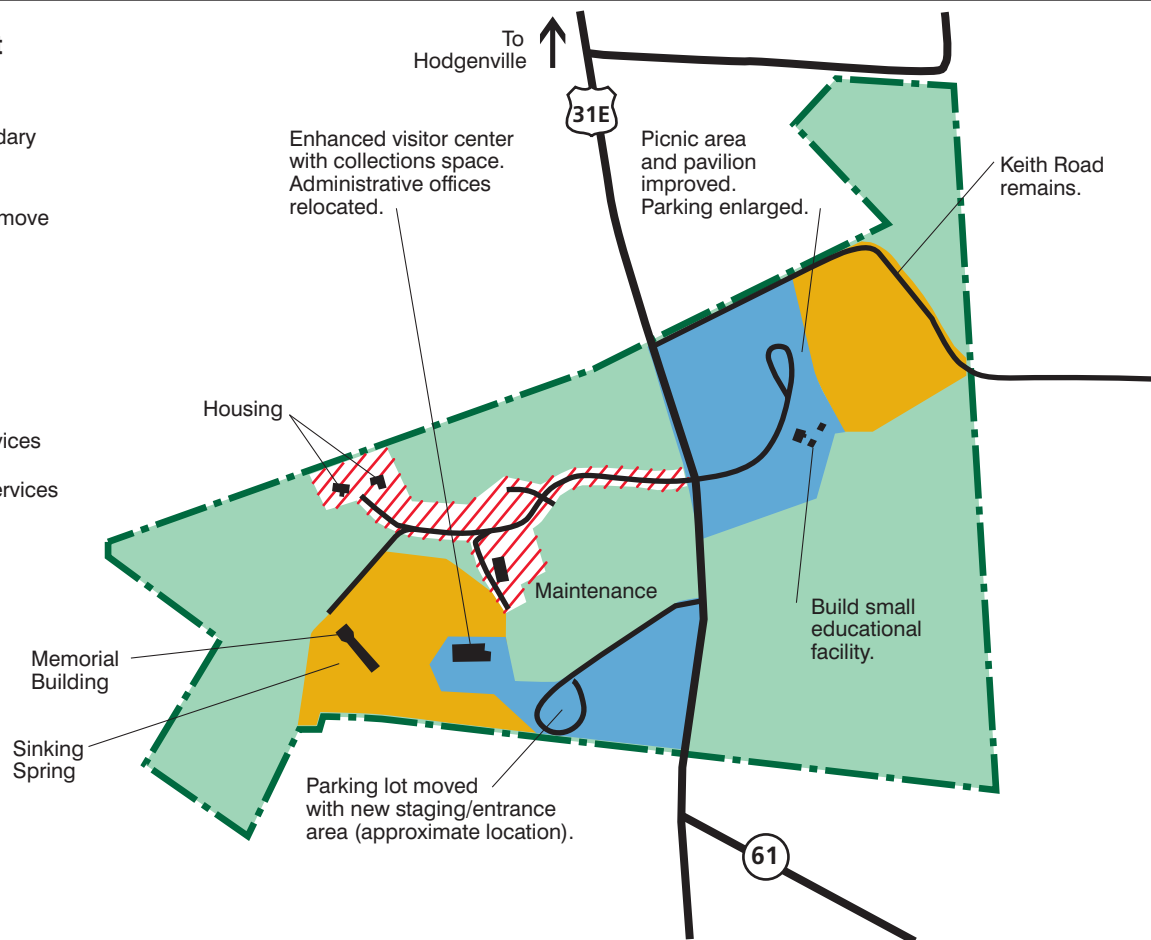 To
Hodgenville
31E
dary
move
vices
ervices
Enhanced visitor center
with collections space.
Administrative offices
relocated.
Picnic area
and pavilion
improved.
Parking enlarged.
Keith Road
remains.
Housing
Maintenance
Build small
educational
facility.
Memorial
Building
Sinking
Spring
Parking lot moved
with new staging/entrance
area (approximate location).
61